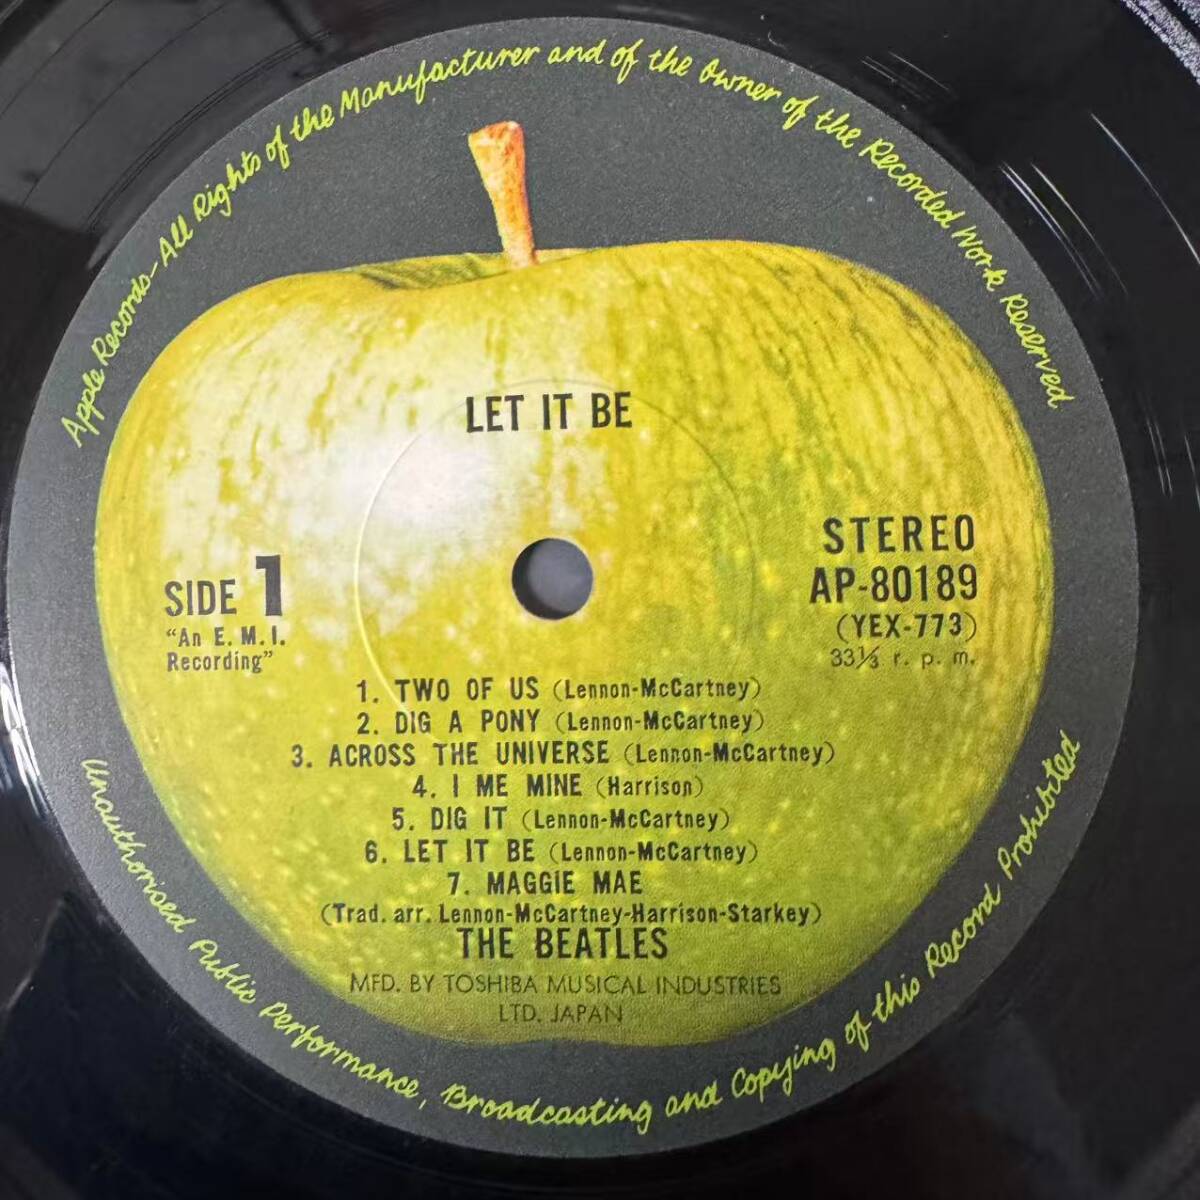 Apple Records-All Rights of the Manufacturer and of the Owner of the Recorded Work Reserved
LET IT BE
STEREO
AP-80189
(YEX-773)
33⅓ r. p. m.
SIDE 1
"An E. M. I.
Recording"
1. TWO OF US (Lennon-McCartney)
2. DIG A PONY (Lennon-McCartney)
3. ACROSS THE UNIVERSE (Lennon-McCartney)
4. I ME MINE (Harrison)
5. DIG IT (Lennon-McCartney)
6. LET IT BE (Lennon-McCartney)
7. MAGGIE MAE
(Trad. arr. Lennon-McCartney-Harrison-Starkey)
THE BEATLES
MFD. BY TOSHIBA MUSICAL INDUSTRIES
LTD. JAPAN
Unauthorised Public Performance, Broadcasting and Copying of this Record Prohibited